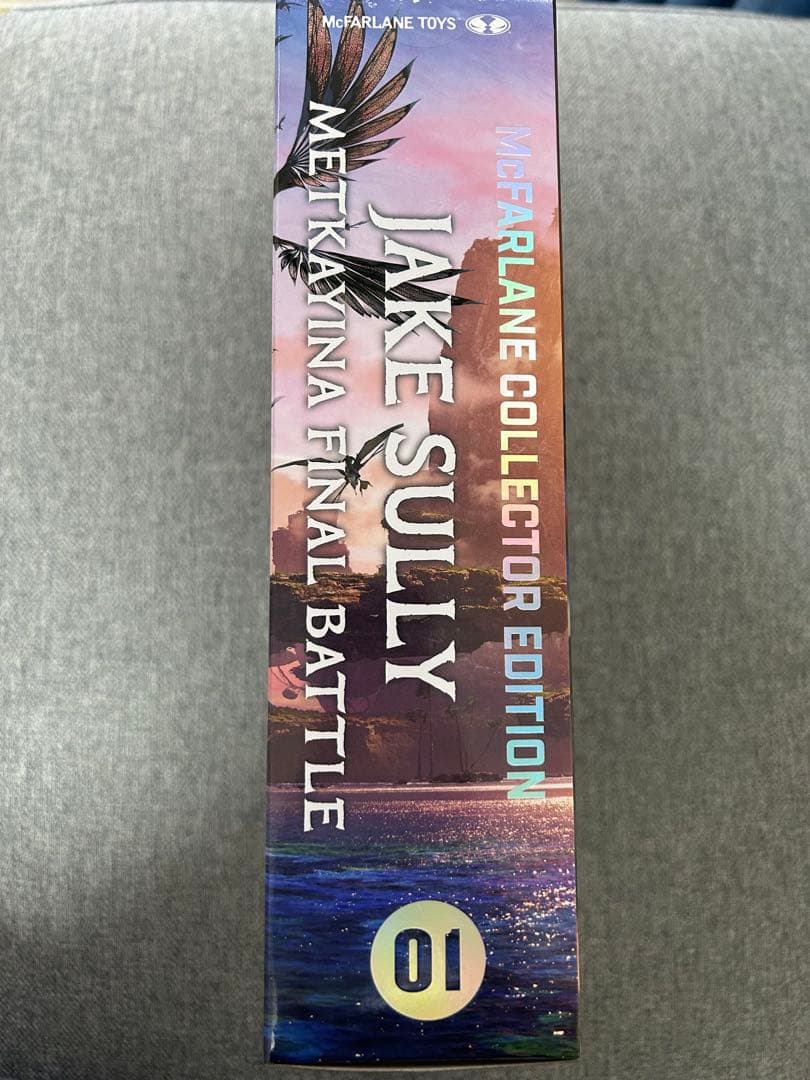 McFARLANE TOYS
McFARLANE COLLECTOR EDITION
JAKE SULLY
METKAYINA FINAL BATTLE
01